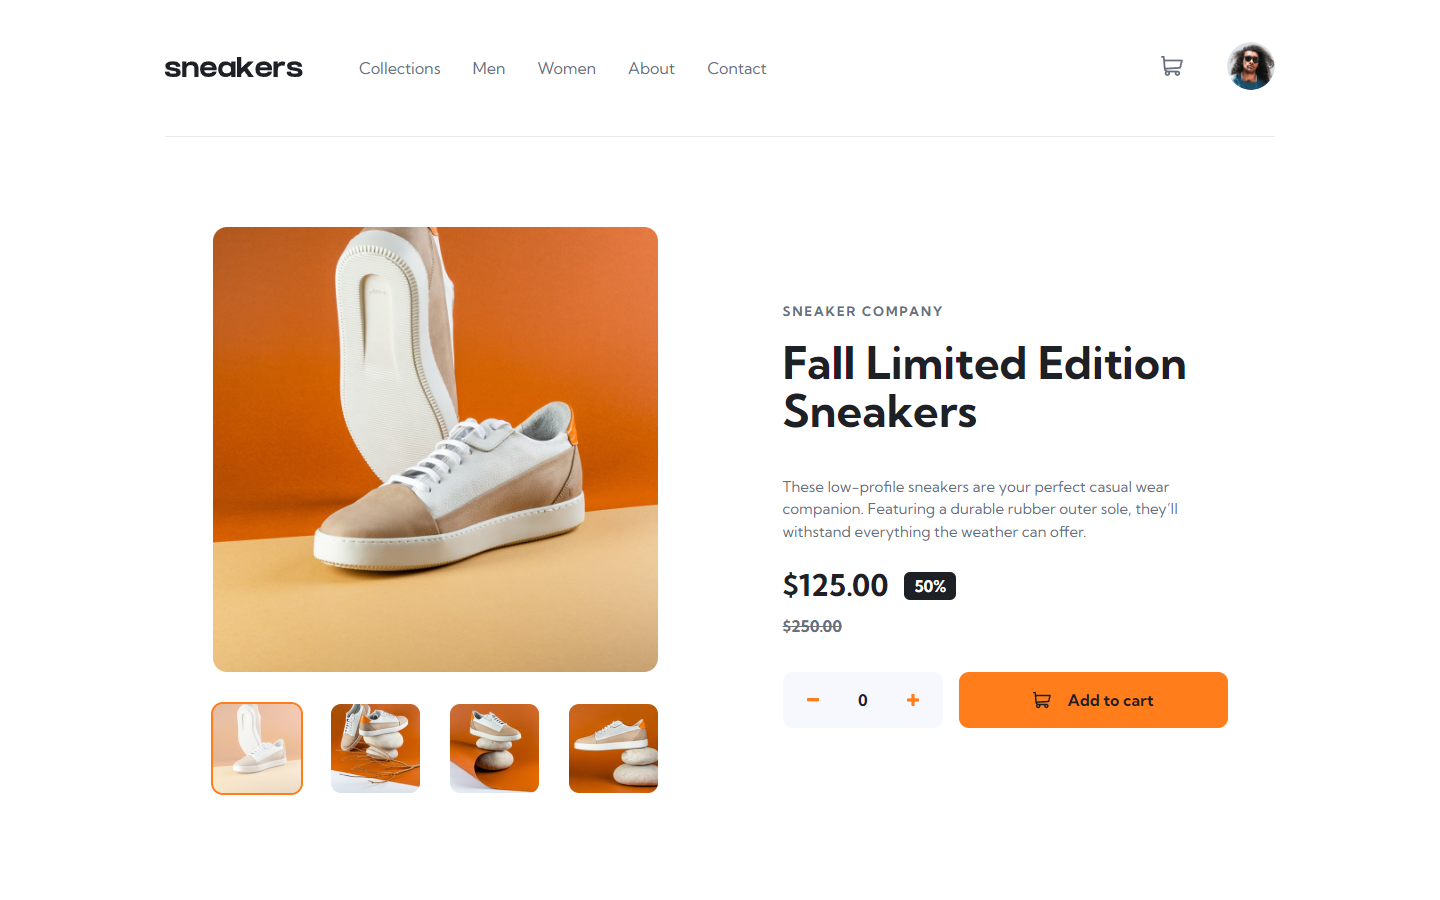 sneakers
Collections Men Women About Contact
SNEAKER COMPANY
Fall Limited Edition
Sneakers
These low-profile sneakers are your perfect casual wear
companion. Featuring a durable rubber outer sole, they’ll
withstand everything the weather can offer.
$125.00 50%
$250.00
0 Add to cart